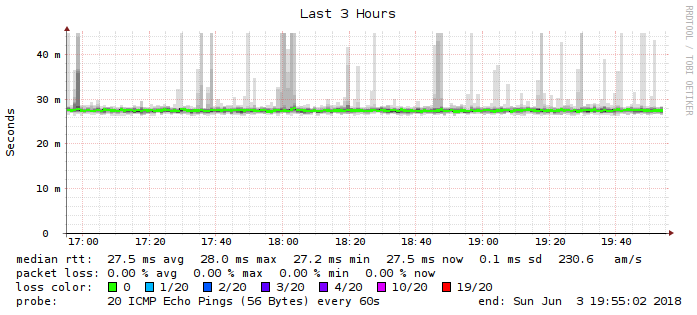 Last 3 Hours
RRDTOOL / TOBI OETIKER
Seconds
40 m
30 m
20 m
10 m
0
17:00 17:20 17:40 18:00 18:20 18:40 19:00 19:20 19:40
median rtt: 27.5 ms avg 28.0 ms max 27.2 ms min 27.5 ms now 0.1 ms sd 230.6 am/s
packet loss: 0.00 % avg 0.00 % max 0.00 % min 0.00 % now
loss color: 0 1/20 2/20 3/20 4/20 10/20 19/20
probe: 20 ICMP Echo Pings (56 Bytes) every 60s end: Sun Jun 3 19:55:02 2018